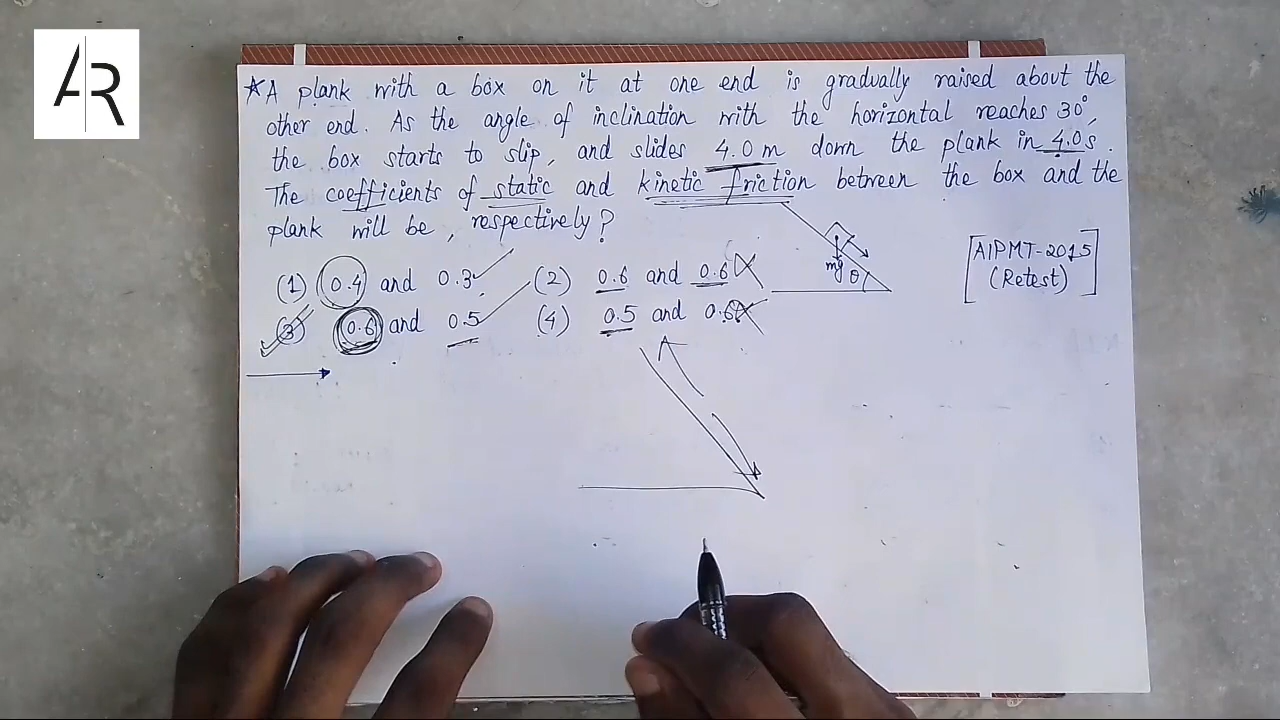 AR
*A plank with a box on it at one end is gradually raised about the
other end. As the angle of inclination with the horizontal reaches 30°,
the box starts to slip, and slides 4.0 m down the plank in 4.0s.
The coefficients of static and kinetic friction between the box and the
plank will be, respectively?
mg θ
[AIPMT-2015
(Retest)]
(1) 0.4 and 0.3 (2) 0.6 and 0.6
(3) 0.6 and 0.5 (4) 0.5 and 0.6